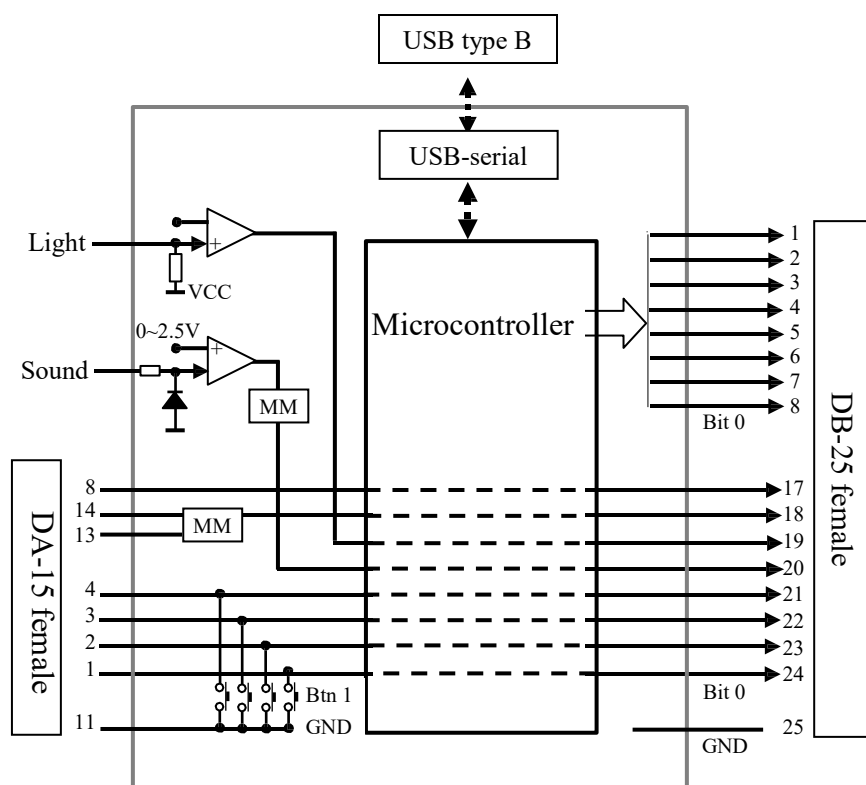 USB type B
USB-serial
Light
+
VCC
0~2.5V
Sound
+
MM
Microcontroller
1
2
3
4
5
6
7
8
Bit 0
DB-25 female
DA-15 female
8
14
13
MM
4
3
2
1
11
Btn 1
GND
17
18
19
20
21
22
23
24
Bit 0
25
GND